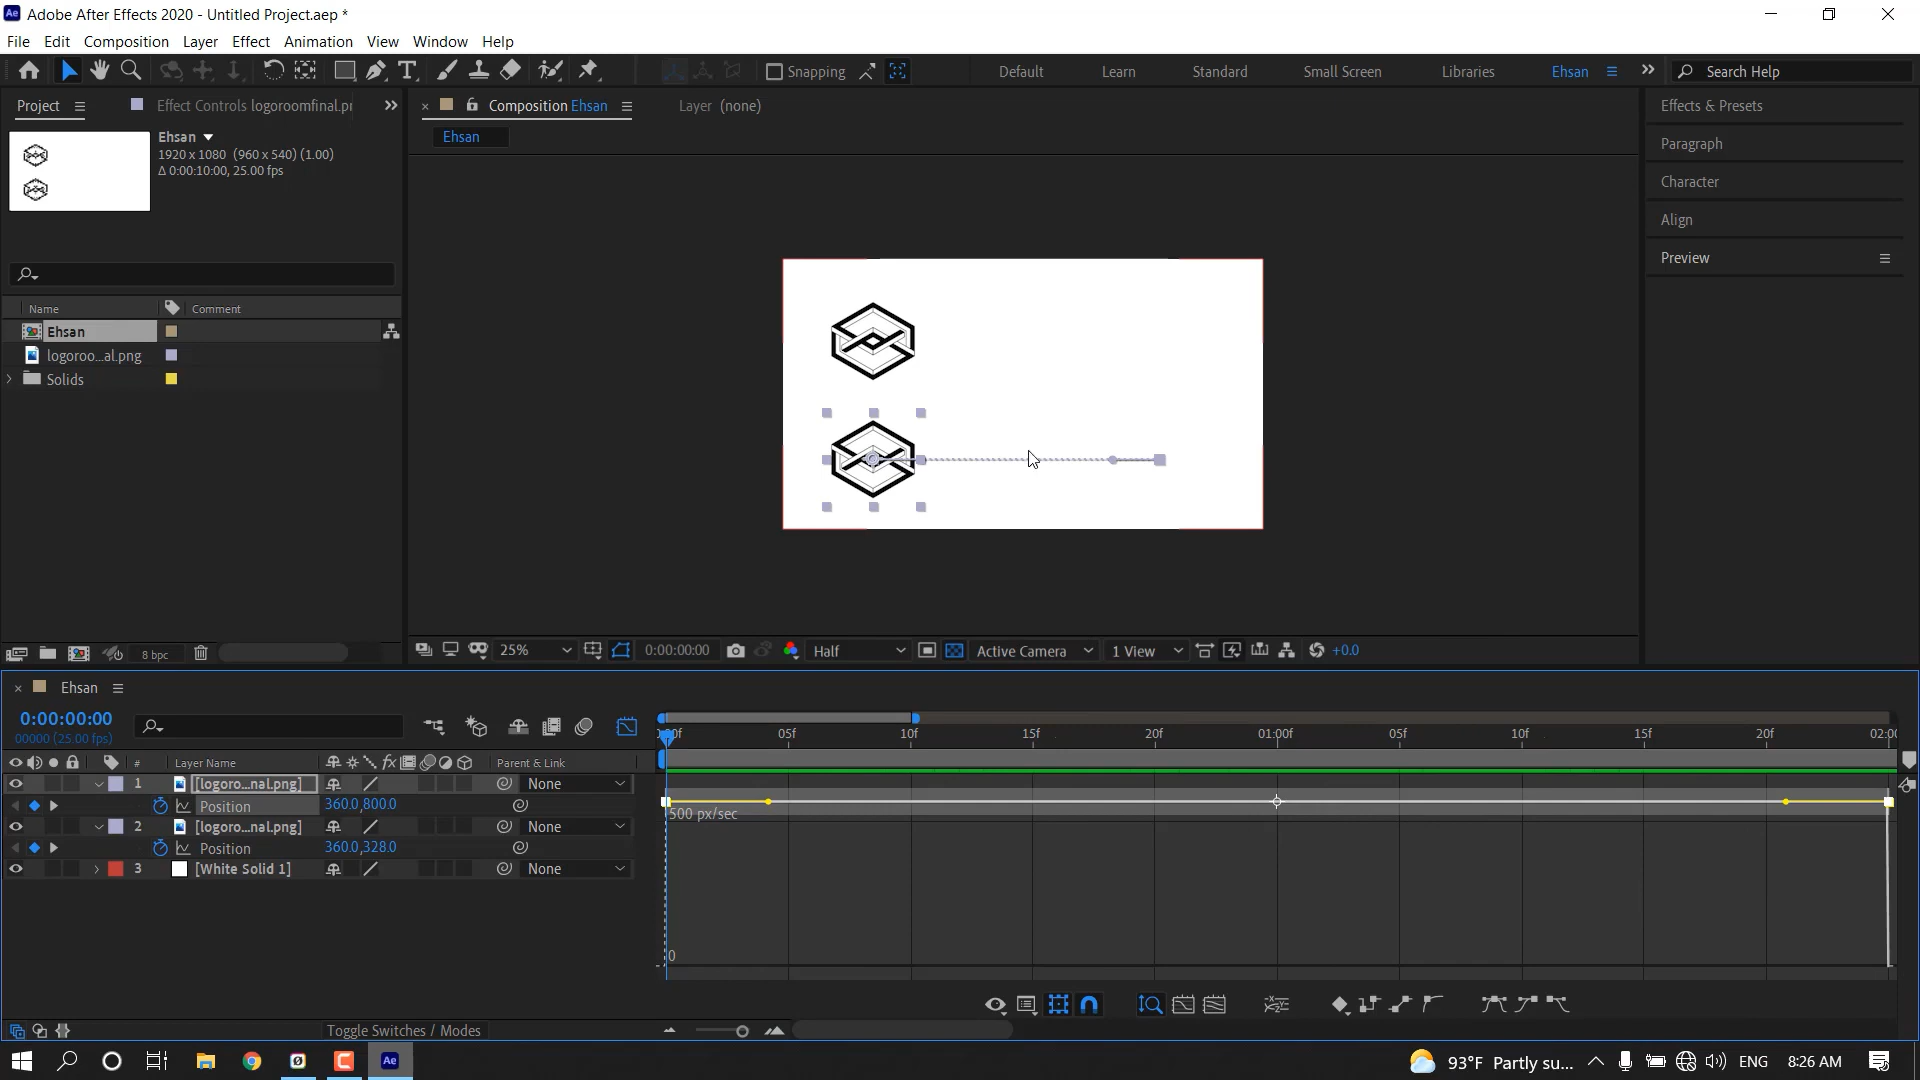 Ae Adobe After Effects 2020 - Untitled Project.aep *
File Edit Composition Layer Effect Animation View Window Help
Snapping Default Learn Standard Small Screen Libraries Ehsan Search Help
Project Effect Controls logoroomfinal.pr Composition Ehsan Layer (none) Effects & Presets
Ehsan
1920 x 1080 (960 x 540) (1.00)
Δ 0:00:10:00, 25.00 fps
Ehsan
Paragraph
Character
Align
Preview
Name Comment
Ehsan
logoroo...al.png
Solids
8 bpc
25% 0:00:00:00 Half Active Camera 1 View +0.0
Ehsan
0:00:00:00
00000 (25.00 fps)
:00f 05f 10f 15f 20f 01:00f 05f 10f 15f 20f 02:00
# Layer Name fx Parent & Link
1 [logoro...nal.png] None
Position 360.0,800.0
500 px/sec
2 [logoro...nal.png] None
Position 360.0,328.0
3 [White Solid 1] None
0
Toggle Switches / Modes
Ae 93°F Partly su... ENG 8:26 AM